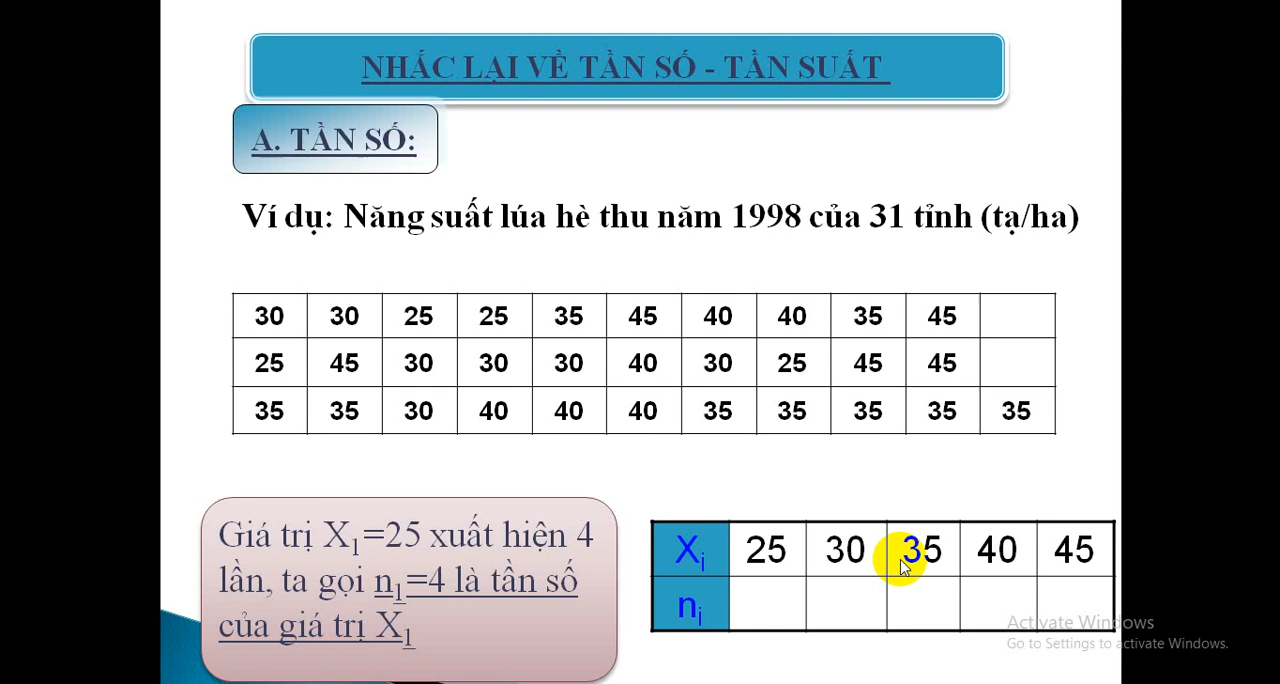 NHẮC LẠI VỀ TẦN SỐ - TẦN SUẤT
A. TẦN SỐ:
Ví dụ: Năng suất lúa hè thu năm 1998 của 31 tỉnh (tạ/ha)
30 30 25 25 35 45 40 40 35 45
25 45 30 30 30 40 30 25 45 45
35 35 30 40 40 40 35 35 35 35 35
Giá trị X1=25 xuất hiện 4
lần, ta gọi n1=4 là tần số
của giá trị X1
Xi 25 30 35 40 45
ni
Activate Windows
Go to Settings to activate Windows.